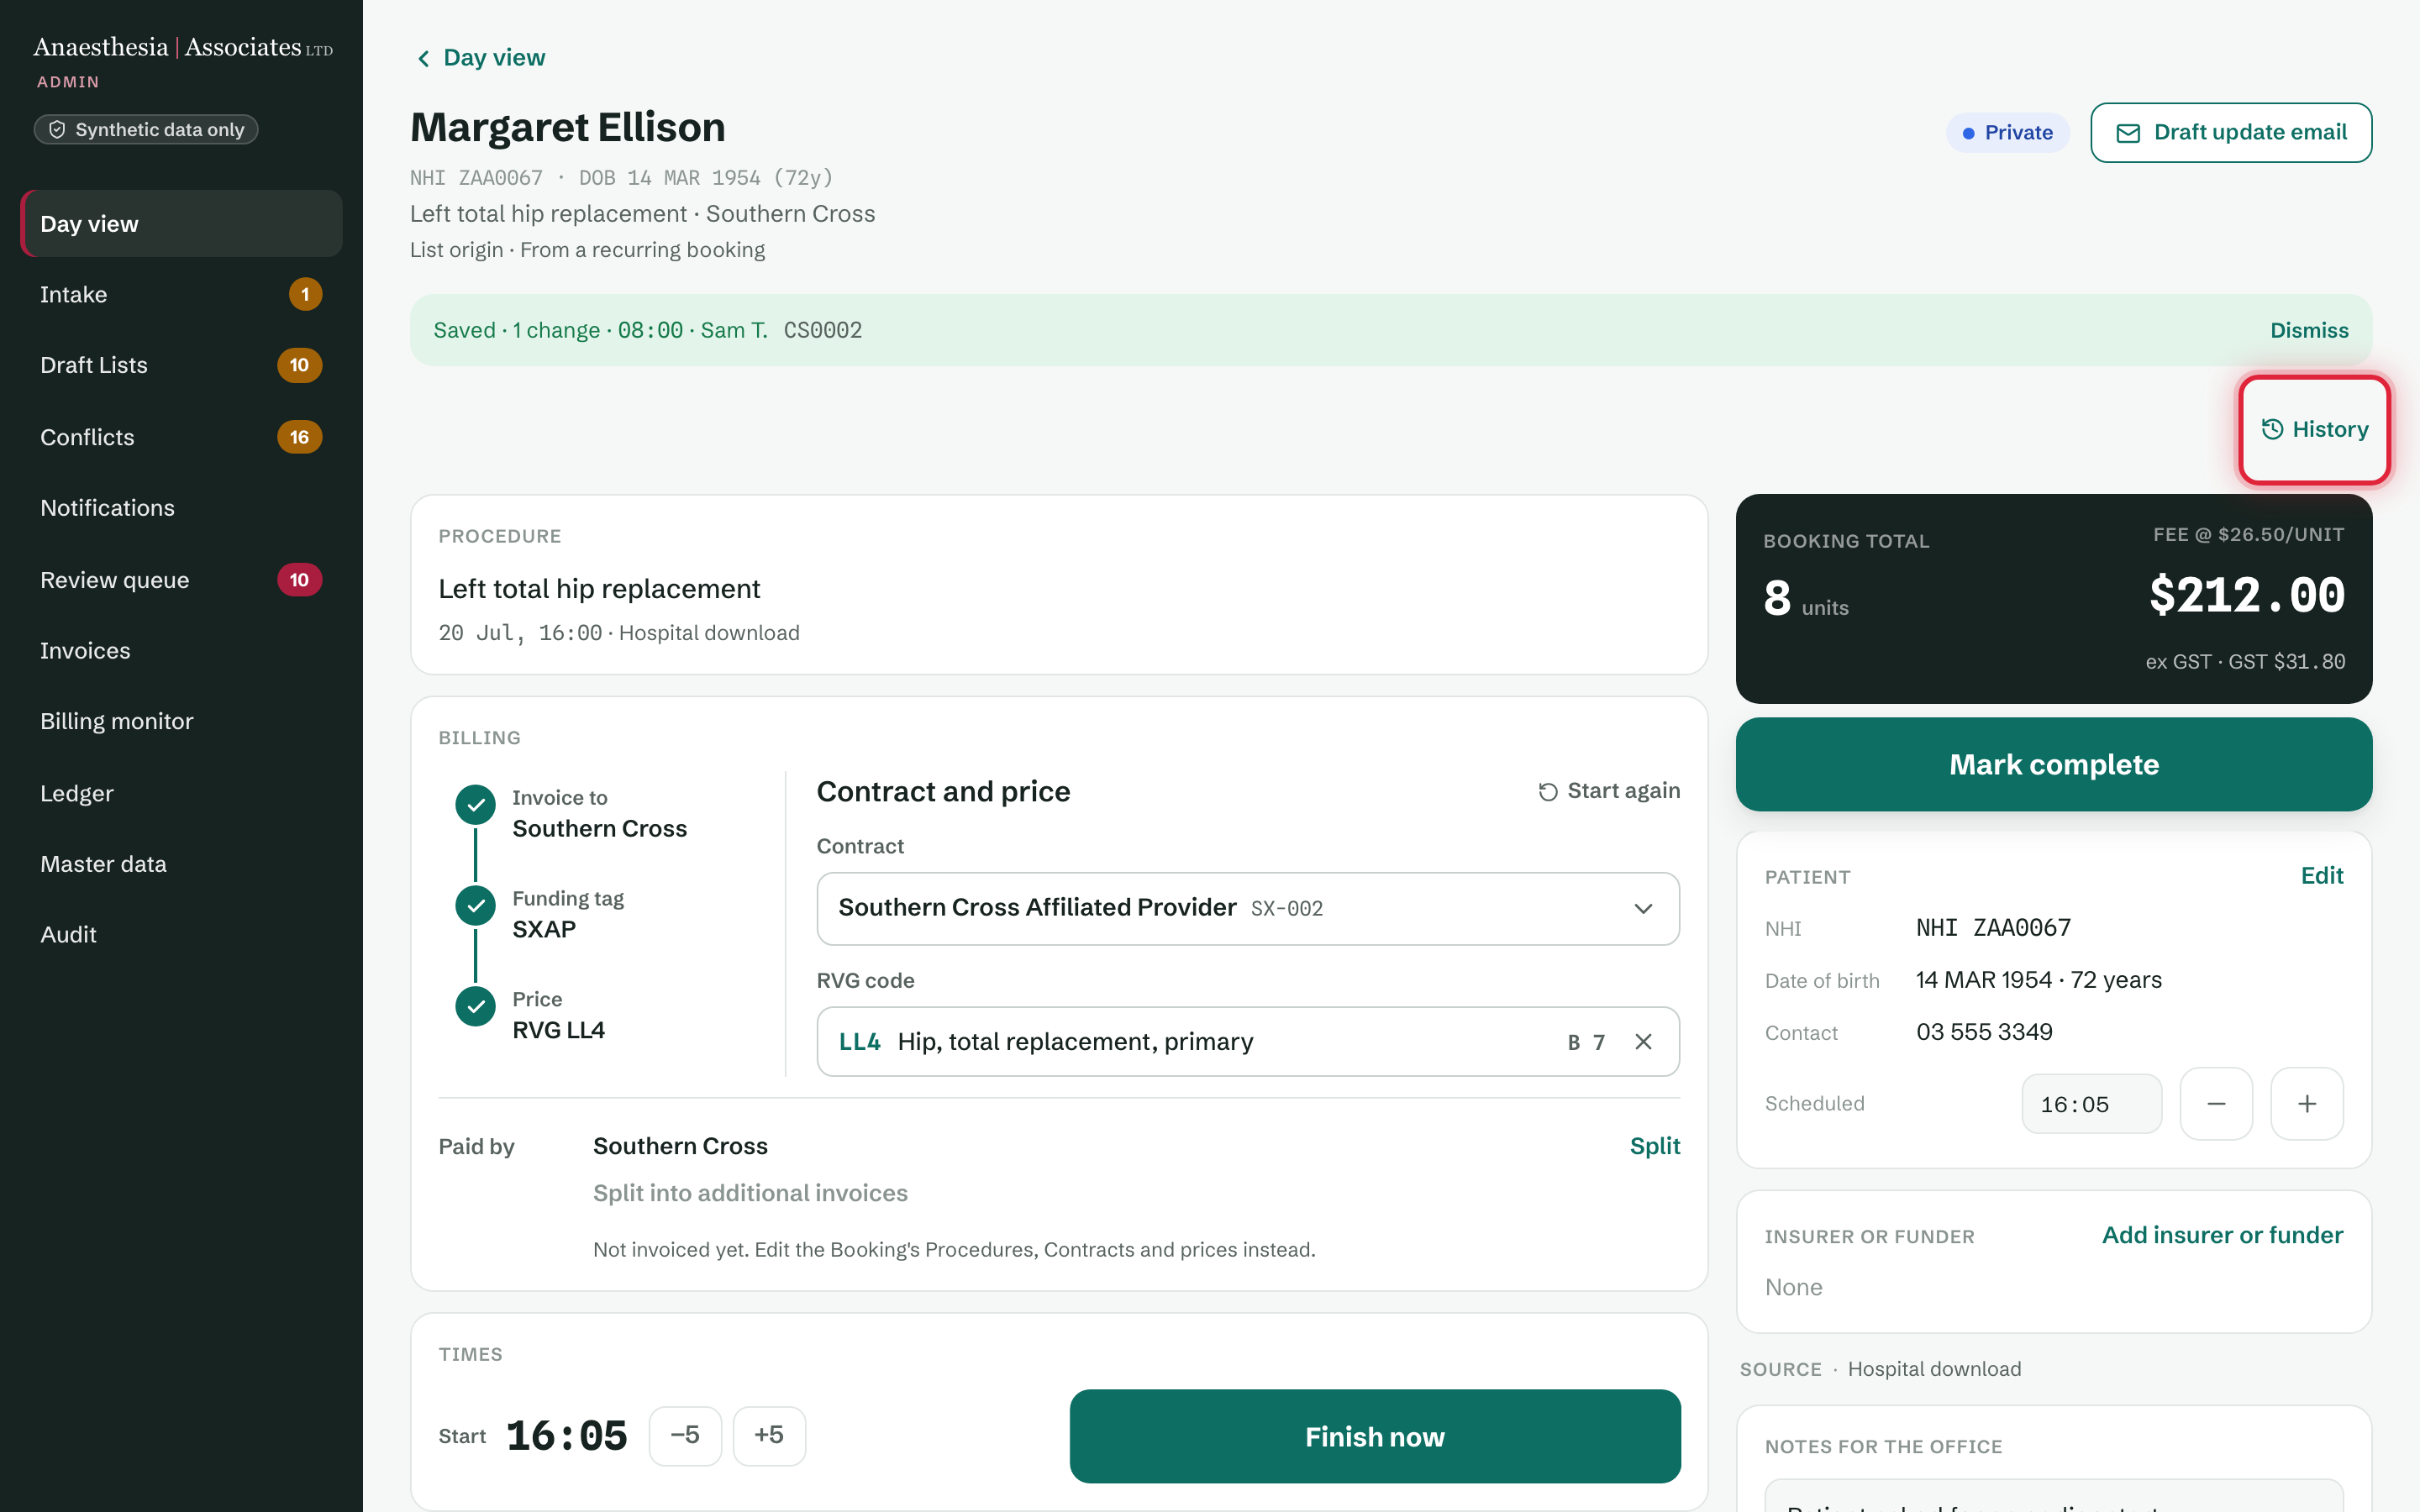 Anaesthesia | Associates LTD
ADMIN
Synthetic data only
Day view
Intake 1
Draft Lists 10
Conflicts 16
Notifications
Review queue 10
Invoices
Billing monitor
Ledger
Master data
Audit
Day view
Margaret Ellison
Private
Draft update email
NHI ZAA0067 · DOB 14 MAR 1954 (72y)
Left total hip replacement · Southern Cross
List origin · From a recurring booking
Saved · 1 change · 08:00 · Sam T. CS0002
Dismiss
History
PROCEDURE
Left total hip replacement
20 Jul, 16:00 · Hospital download
BILLING
Invoice to
Southern Cross
Funding tag
SXAP
Price
RVG LL4
Contract and price
Start again
Contract
Southern Cross Affiliated Provider SX-002
RVG code
LL4 Hip, total replacement, primary B 7
Paid by Southern Cross Split
Split into additional invoices
Not invoiced yet. Edit the Booking's Procedures, Contracts and prices instead.
TIMES
Start 16:05 −5 +5
Finish now
BOOKING TOTAL
FEE @ $26.50/UNIT
8 units
$212.00
ex GST · GST $31.80
Mark complete
PATIENT Edit
NHI NHI ZAA0067
Date of birth 14 MAR 1954 · 72 years
Contact 03 555 3349
Scheduled 16:05 − +
INSURER OR FUNDER Add insurer or funder
None
SOURCE · Hospital download
NOTES FOR THE OFFICE